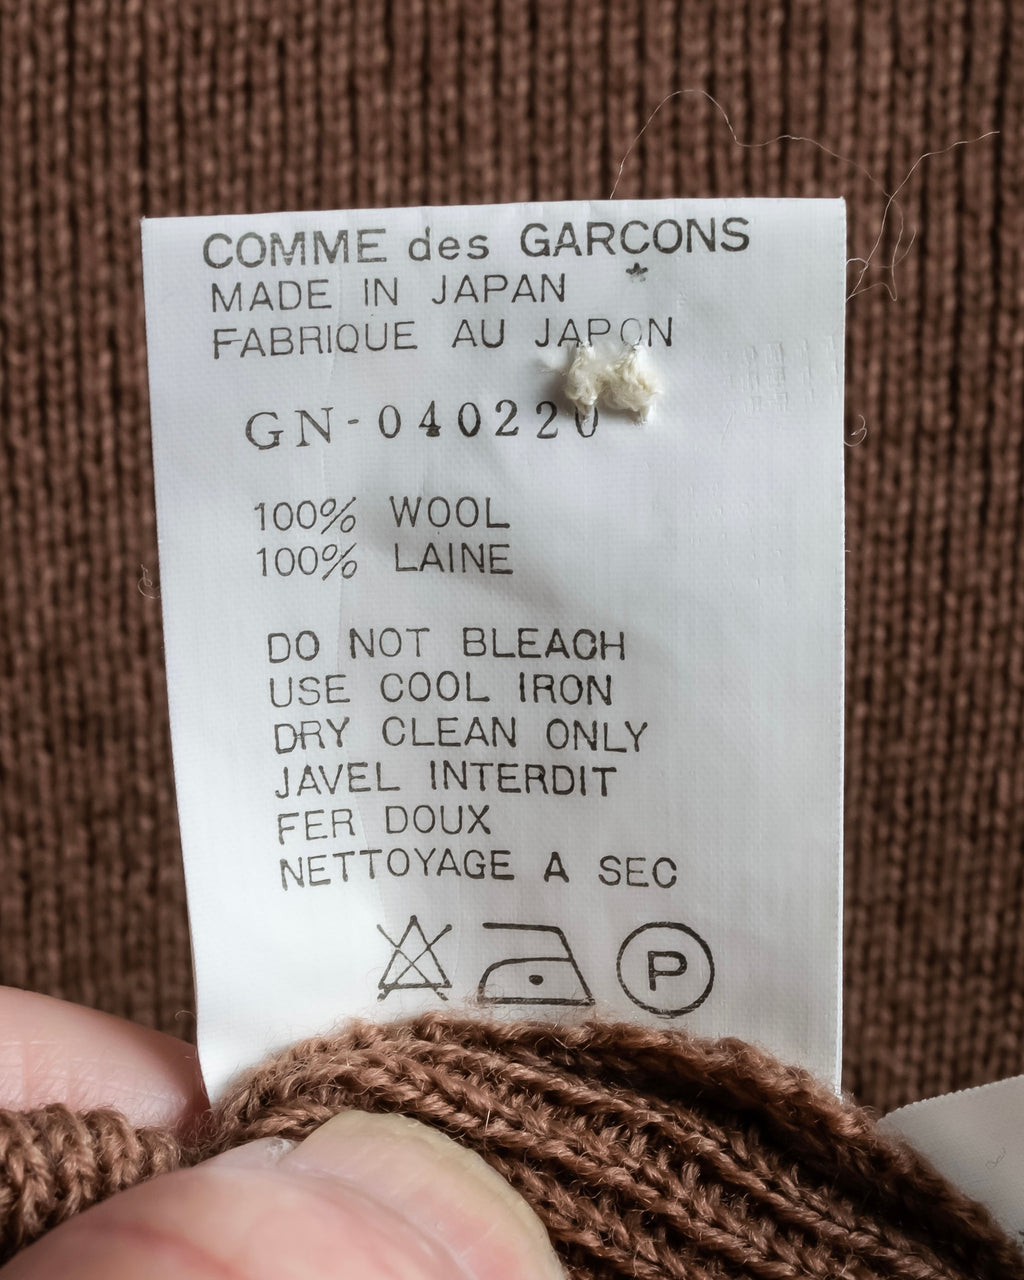 COMME des GARCONS
MADE IN JAPAN
FABRIQUE AU JAPON
GN-040220
100% WOOL
100% LAINE
DO NOT BLEACH
USE COOL IRON
DRY CLEAN ONLY
JAVEL INTERDIT
FER DOUX
NETTOYAGE A SEC
P